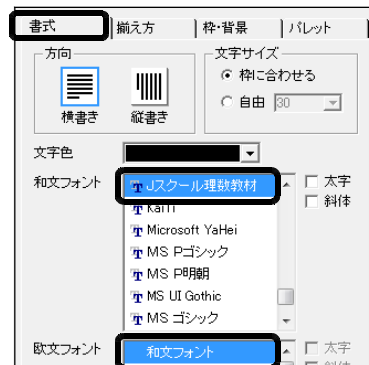 書式 揃え方 枠・背景 パレット
方向 文字サイズ
枠に合わせる
自由 30
横書き 縦書き
文字色
和文フォント Jスクール理数教材 太字
KaiTi 斜体
Microsoft YaHei
MS Pゴシック
MS P明朝
MS UI Gothic
MS ゴシック
欧文フォント 和文フォント 太字